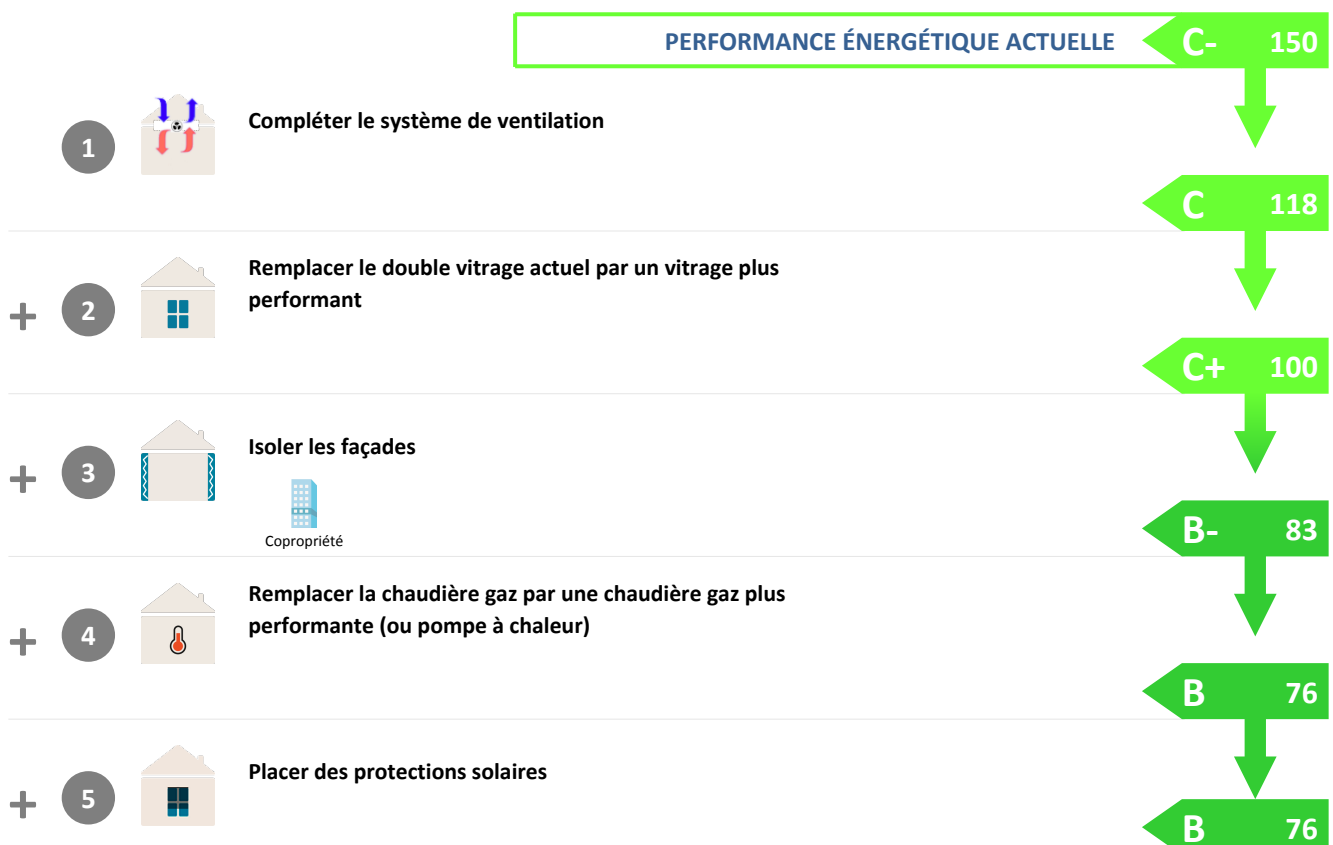 PERFORMANCE ÉNERGÉTIQUE ACTUELLE C- 150
1 Compléter le système de ventilation
C 118
+ 2 Remplacer le double vitrage actuel par un vitrage plus
performant
C+ 100
+ 3 Isoler les façades
Copropriété
B- 83
+ 4 Remplacer la chaudière gaz par une chaudière gaz plus
performante (ou pompe à chaleur)
B 76
+ 5 Placer des protections solaires
B 76